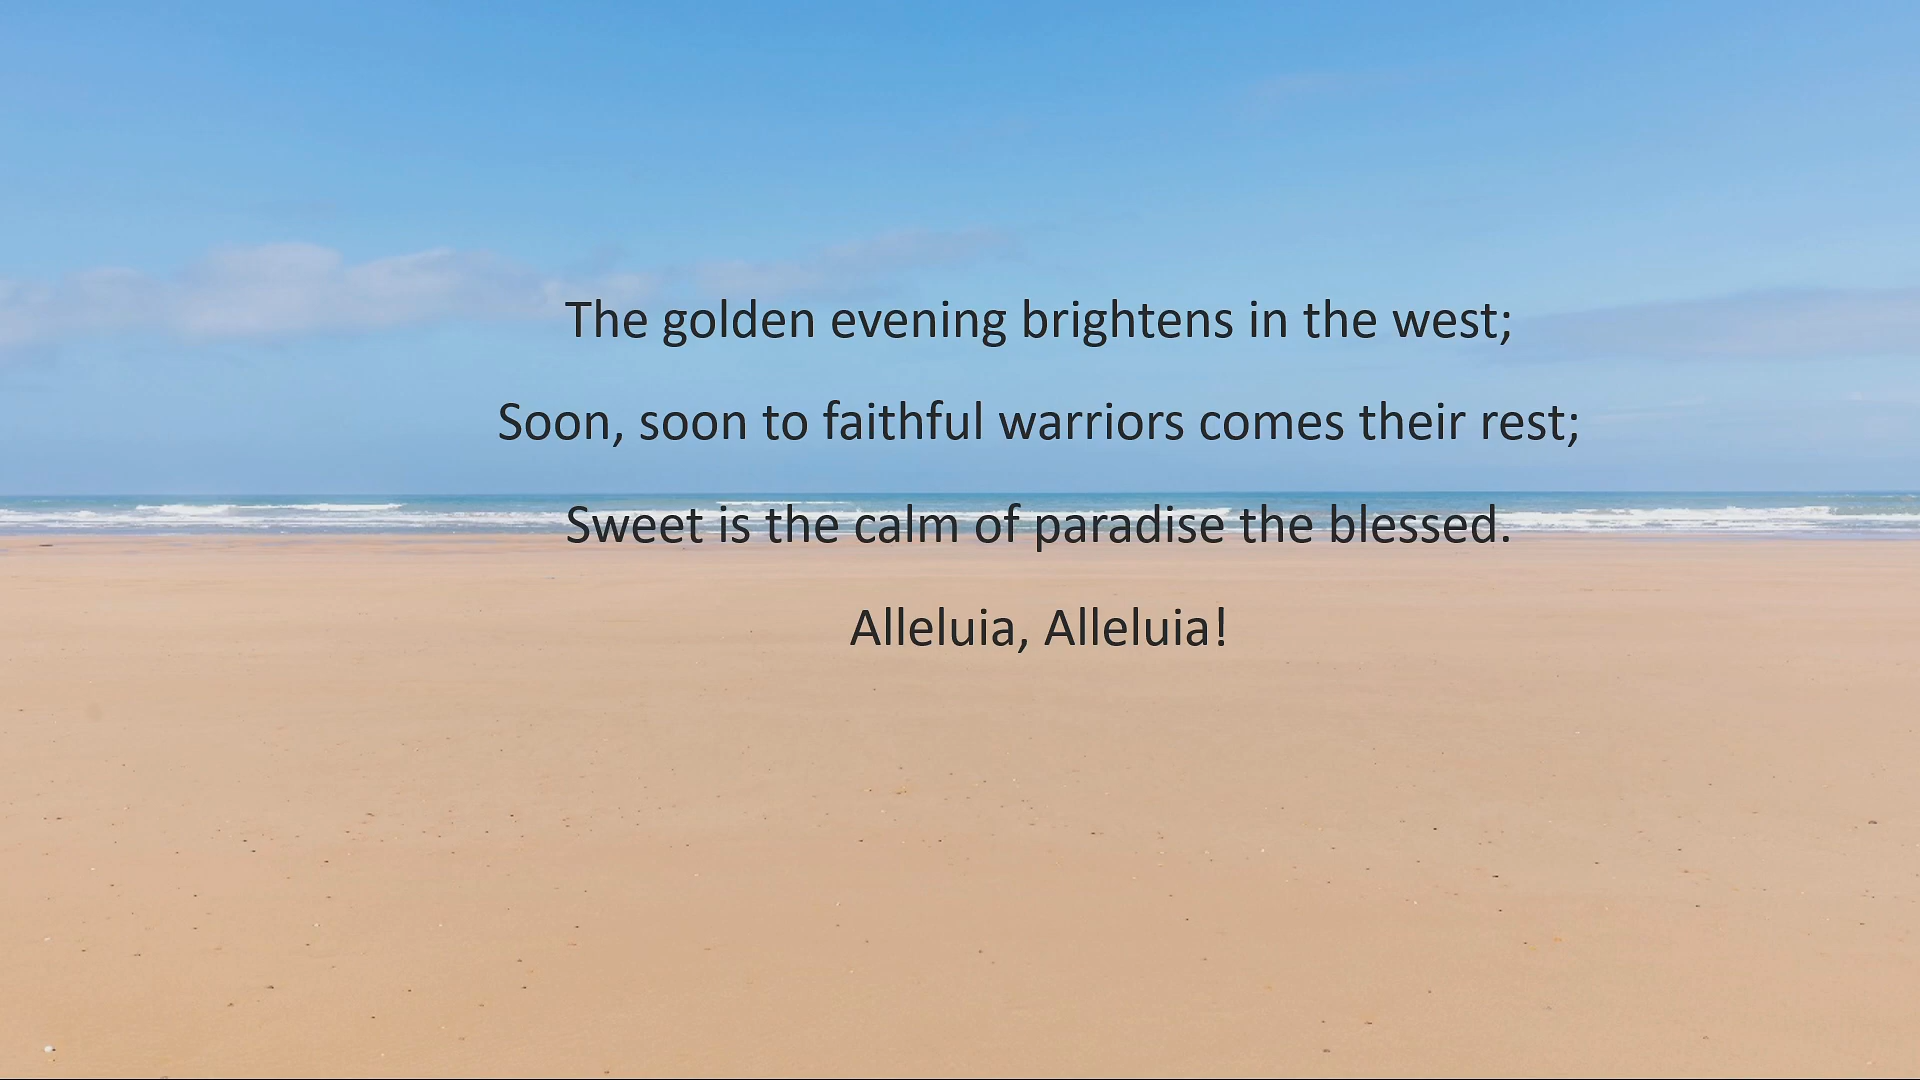 The golden evening brightens in the west;
Soon, soon to faithful warriors comes their rest;
Sweet is the calm of paradise the blessed.
Alleluia, Alleluia!